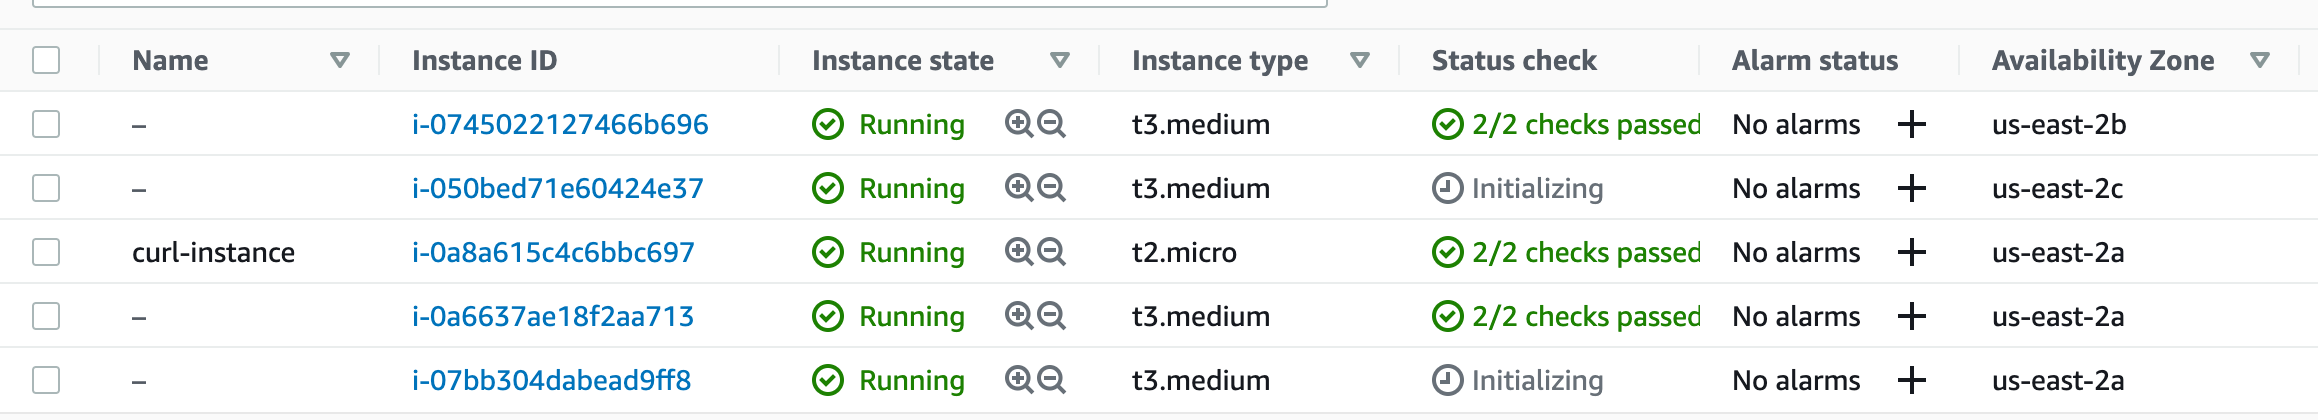 Name Instance ID Instance state Instance type Status check Alarm status Availability Zone
– i-0745022127466b696 Running t3.medium 2/2 checks passed No alarms + us-east-2b
– i-050bed71e60424e37 Running t3.medium Initializing No alarms + us-east-2c
curl-instance i-0a8a615c4c6bbc697 Running t2.micro 2/2 checks passed No alarms + us-east-2a
– i-0a6637ae18f2aa713 Running t3.medium 2/2 checks passed No alarms + us-east-2a
– i-07bb304dabead9ff8 Running t3.medium Initializing No alarms + us-east-2a